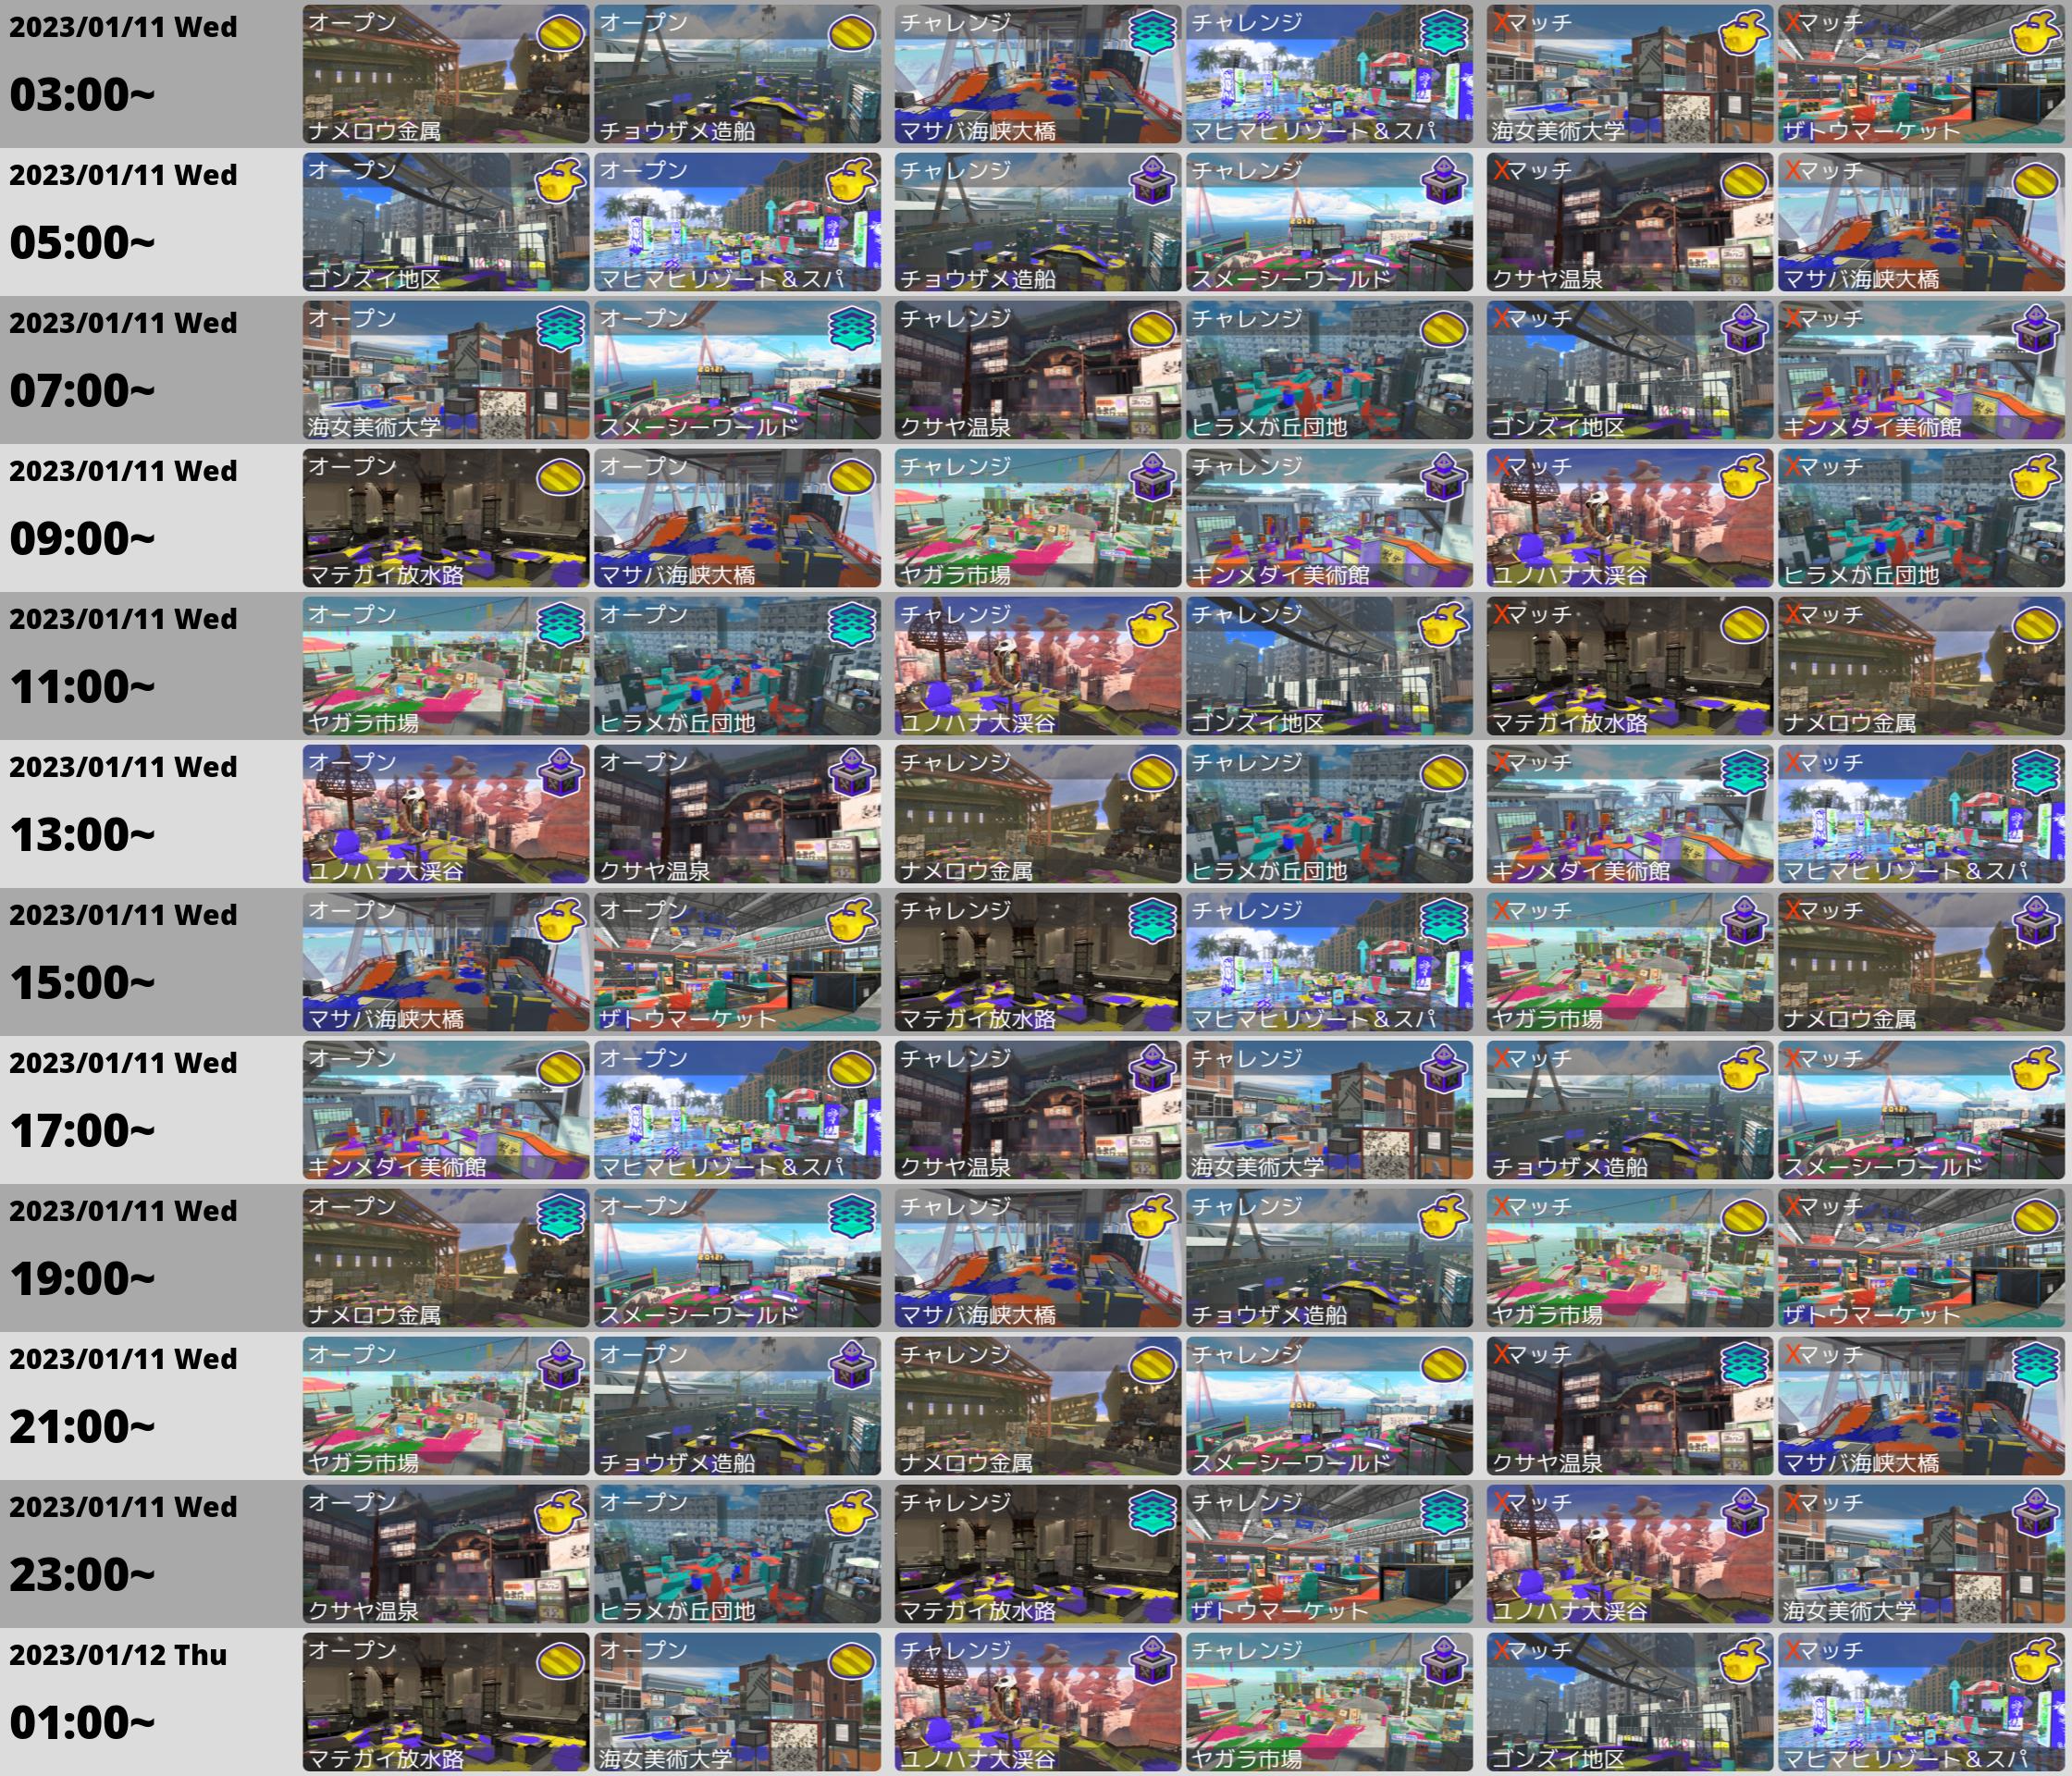 2023/01/11 Wed
03:00~
オープン
ナメロウ金属
オープン
チョウザメ造船
チャレンジ
マサバ海峡大橋
チャレンジ
マヒマヒリゾート＆スパ
Xマッチ
海女美術大学
Xマッチ
ザトウマーケット
2023/01/11 Wed
05:00~
オープン
ゴンズイ地区
オープン
マヒマヒリゾート＆スパ
チャレンジ
チョウザメ造船
チャレンジ
スメーシーワールド
Xマッチ
クサヤ温泉
Xマッチ
マサバ海峡大橋
2023/01/11 Wed
07:00~
オープン
海女美術大学
オープン
スメーシーワールド
チャレンジ
クサヤ温泉
チャレンジ
ヒラメが丘団地
Xマッチ
ゴンズイ地区
Xマッチ
キンメダイ美術館
2023/01/11 Wed
09:00~
オープン
マテガイ放水路
オープン
マサバ海峡大橋
チャレンジ
ヤガラ市場
チャレンジ
キンメダイ美術館
Xマッチ
ユノハナ大渓谷
Xマッチ
ヒラメが丘団地
2023/01/11 Wed
11:00~
オープン
ヤガラ市場
オープン
ヒラメが丘団地
チャレンジ
ユノハナ大渓谷
チャレンジ
ゴンズイ地区
Xマッチ
マテガイ放水路
Xマッチ
ナメロウ金属
2023/01/11 Wed
13:00~
オープン
ユノハナ大渓谷
オープン
クサヤ温泉
チャレンジ
ナメロウ金属
チャレンジ
ヒラメが丘団地
Xマッチ
キンメダイ美術館
Xマッチ
マヒマヒリゾート＆スパ
2023/01/11 Wed
15:00~
オープン
マサバ海峡大橋
オープン
ザトウマーケット
チャレンジ
マテガイ放水路
チャレンジ
マヒマヒリゾート＆スパ
Xマッチ
ヤガラ市場
Xマッチ
ナメロウ金属
2023/01/11 Wed
17:00~
オープン
キンメダイ美術館
オープン
マヒマヒリゾート＆スパ
チャレンジ
クサヤ温泉
チャレンジ
海女美術大学
Xマッチ
チョウザメ造船
Xマッチ
スメーシーワールド
2023/01/11 Wed
19:00~
オープン
ナメロウ金属
オープン
スメーシーワールド
チャレンジ
マサバ海峡大橋
チャレンジ
チョウザメ造船
Xマッチ
ヤガラ市場
Xマッチ
ザトウマーケット
2023/01/11 Wed
21:00~
オープン
ヤガラ市場
オープン
チョウザメ造船
チャレンジ
ナメロウ金属
チャレンジ
スメーシーワールド
Xマッチ
クサヤ温泉
Xマッチ
マサバ海峡大橋
2023/01/11 Wed
23:00~
オープン
クサヤ温泉
オープン
ヒラメが丘団地
チャレンジ
マテガイ放水路
チャレンジ
ザトウマーケット
Xマッチ
ユノハナ大渓谷
Xマッチ
海女美術大学
2023/01/12 Thu
01:00~
オープン
マテガイ放水路
オープン
海女美術大学
チャレンジ
ユノハナ大渓谷
チャレンジ
ヤガラ市場
Xマッチ
ゴンズイ地区
Xマッチ
マヒマヒリゾート＆スパ